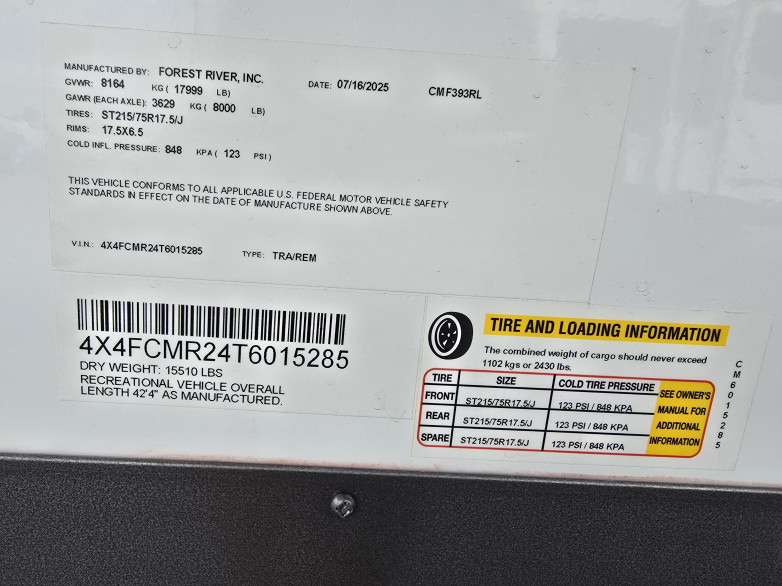 MANUFACTURED BY: FOREST RIVER, INC. DATE: 07/16/2025 CMF393RL
GVWR: 8164 KG ( 17999 LB)
GAWR (EACH AXLE): 3629 KG ( 8000 LB)
TIRES: ST215/75R17.5/J
RIMS: 17.5X6.5
COLD INFL. PRESSURE: 848 KPA ( 123 PSI)
THIS VEHICLE CONFORMS TO ALL APPLICABLE U.S. FEDERAL MOTOR VEHICLE SAFETY
STANDARDS IN EFFECT ON THE DATE OF MANUFACTURE SHOWN ABOVE.
V.I.N.: 4X4FCMR24T6015285 TYPE: TRA/REM
4X4FCMR24T6015285
DRY WEIGHT: 15510 LBS
RECREATIONAL VEHICLE OVERALL
LENGTH 42'4" AS MANUFACTURED.
TIRE AND LOADING INFORMATION
The combined weight of cargo should never exceed
1102 kgs or 2430 lbs.
TIRE SIZE COLD TIRE PRESSURE
FRONT ST215/75R17.5/J 123 PSI / 848 KPA
REAR ST215/75R17.5/J 123 PSI / 848 KPA
SPARE ST215/75R17.5/J 123 PSI / 848 KPA
SEE OWNER'S
MANUAL FOR
ADDITIONAL
INFORMATION
CM6015285